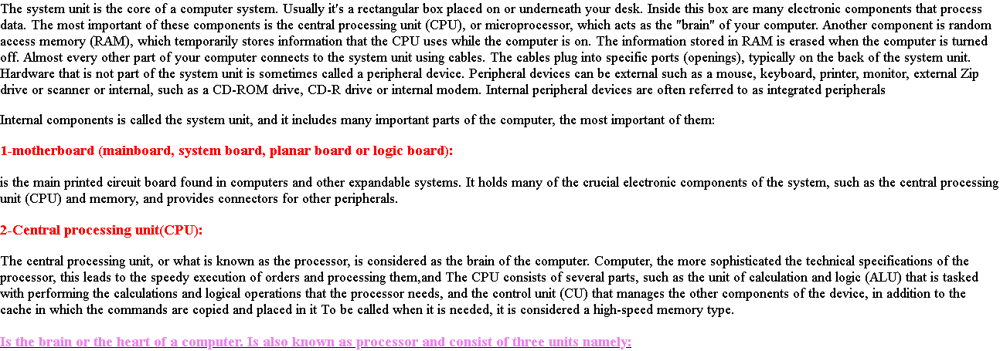 The system unit is the core of a computer system. Usually it's a rectangular box placed on or underneath your desk. Inside this box are many electronic components that process
data. The most important of these components is the central processing unit (CPU), or microprocessor, which acts as the "brain" of your computer. Another component is random
access memory (RAM), which temporarily stores information that the CPU uses while the computer is on. The information stored in RAM is erased when the computer is turned
off. Almost every other part of your computer connects to the system unit using cables. The cables plug into specific ports (openings), typically on the back of the system unit.
Hardware that is not part of the system unit is sometimes called a peripheral device. Peripheral devices can be external such as a mouse, keyboard, printer, monitor, external Zip
drive or scanner or internal, such as a CD-ROM drive, CD-R drive or internal modem. Internal peripheral devices are often referred to as integrated peripherals
Internal components is called the system unit, and it includes many important parts of the computer, the most important of them:
1-motherboard (mainboard, system board, planar board or logic board):
is the main printed circuit board found in computers and other expandable systems. It holds many of the crucial electronic components of the system, such as the central processing
unit (CPU) and memory, and provides connectors for other peripherals.
2-Central processing unit(CPU):
The central processing unit, or what is known as the processor, is considered as the brain of the computer. Computer, the more sophisticated the technical specifications of the
processor, this leads to the speedy execution of orders and processing them,and The CPU consists of several parts, such as the unit of calculation and logic (ALU) that is tasked
with performing the calculations and logical operations that the processor needs, and the control unit (CU) that manages the other components of the device, in addition to the
cache in which the commands are copied and placed in it To be called when it is needed, it is considered a high-speed memory type.
Is the brain or the heart of a computer. Is also known as processor and consist of three units namely: